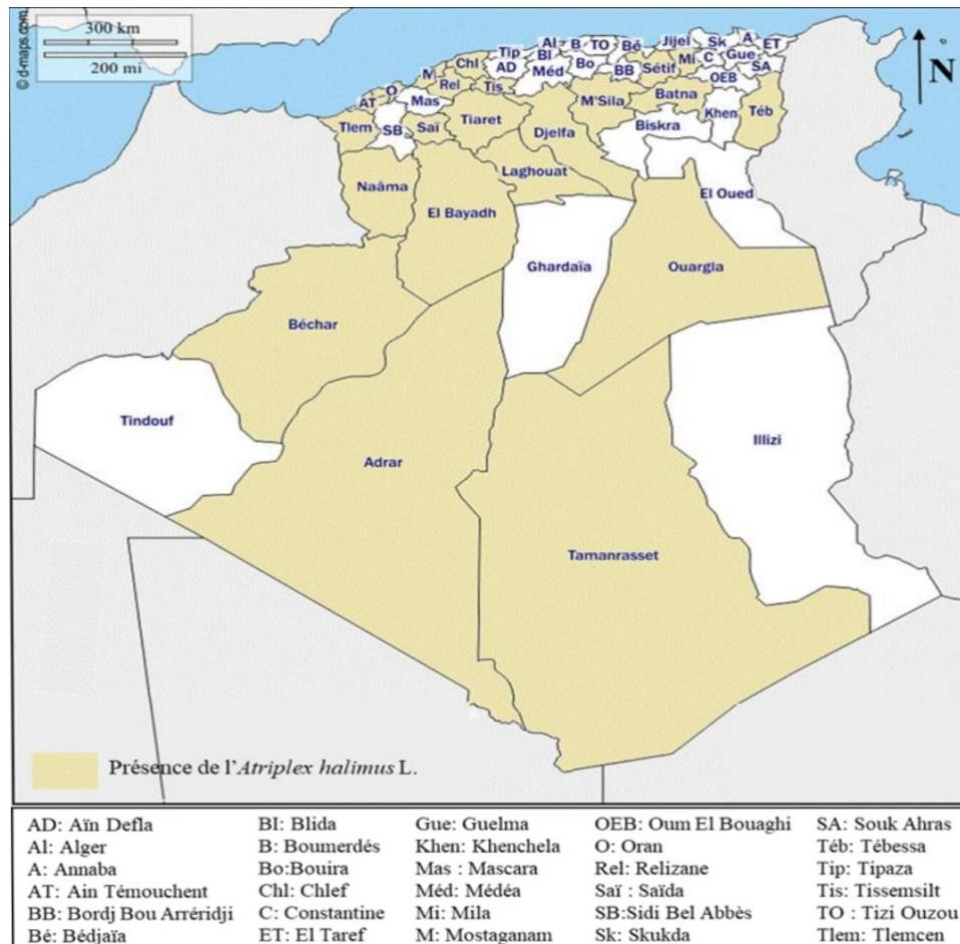 © d-maps.com
300 km
200 mi
N
Al B TO Bé Jijel Sk A ET
Tip Bl Bo Mi C Gue
AD Méd BB Sétif OEB SA
M Chl
O Rel Tis M'Sila Batna Khen Téb
AT Mas
Tlem SB Saï Tiaret Djelfa Biskra
Laghouat
Naâma El Bayadh El Oued
Ghardaïa Ouargla
Béchar
Tindouf Adrar Illizi
Tamanrasset
Présence de l'Atriplex halimus L.
AD: Aïn Defla BI: Blida Gue: Guelma OEB: Oum El Bouaghi SA: Souk Ahras
Al: Alger B: Boumerdés Khen: Khenchela O: Oran Téb: Tébessa
A: Annaba Bo:Bouira Mas : Mascara Rel: Relizane Tip: Tipaza
AT: Ain Témouchent Chl: Chlef Méd: Médéa Saï : Saïda Tis: Tissemsilt
BB: Bordj Bou Arréridji C: Constantine Mi: Mila SB:Sidi Bel Abbès TO : Tizi Ouzou
Bé: Bédjaïa ET: El Taref M: Mostaganam Sk: Skukda Tlem: Tlemcen